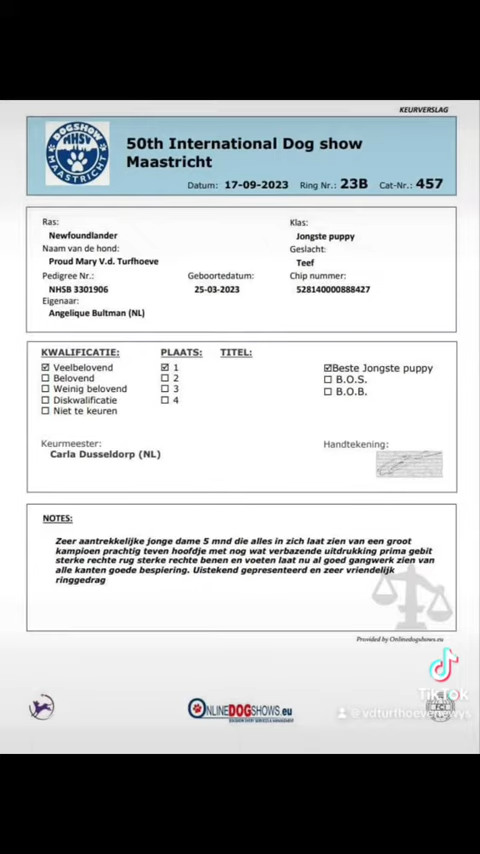 KEURVERSLAG
DOGSHOW
MHSV
MAASTRICHT
50th International Dog show
Maastricht
Datum: 17-09-2023 Ring Nr.: 23B Cat-Nr.: 457
Ras: Klas:
Newfoundlander Jongste puppy
Naam van de hond: Geslacht:
Proud Mary V.d. Turfhoeve Teef
Pedigree Nr.: Geboortedatum: Chip nummer:
NHSB 3301906 25-03-2023 528140000888427
Eigenaar:
Angelique Bultman (NL)
KWALIFICATIE: PLAATS: TITEL:
☑ Veelbelovend ☑ 1 ☑Beste Jongste puppy
☐ Belovend ☐ 2 ☐ B.O.S.
☐ Weinig belovend ☐ 3 ☐ B.O.B.
☐ Diskwalificatie ☐ 4
☐ Niet te keuren
Keurmeester: Handtekening:
Carla Dusseldorp (NL)
NOTES:
Zeer aantrekkelijke jonge dame 5 mnd die alles in zich laat zien van een groot
kampioen prachtig teven hoofdje met nog wat verbazende uitdrukking prima gebit
sterke rechte rug sterke rechte benen en voeten laat nu al goed gangwerk zien van
alle kanten goede bespiering. Uistekend gepresenteerd en zeer vriendelijk
ringgedrag
Provided by Onlinedogshows.eu
TikTok
ONLINEDOGSHOWS.eu